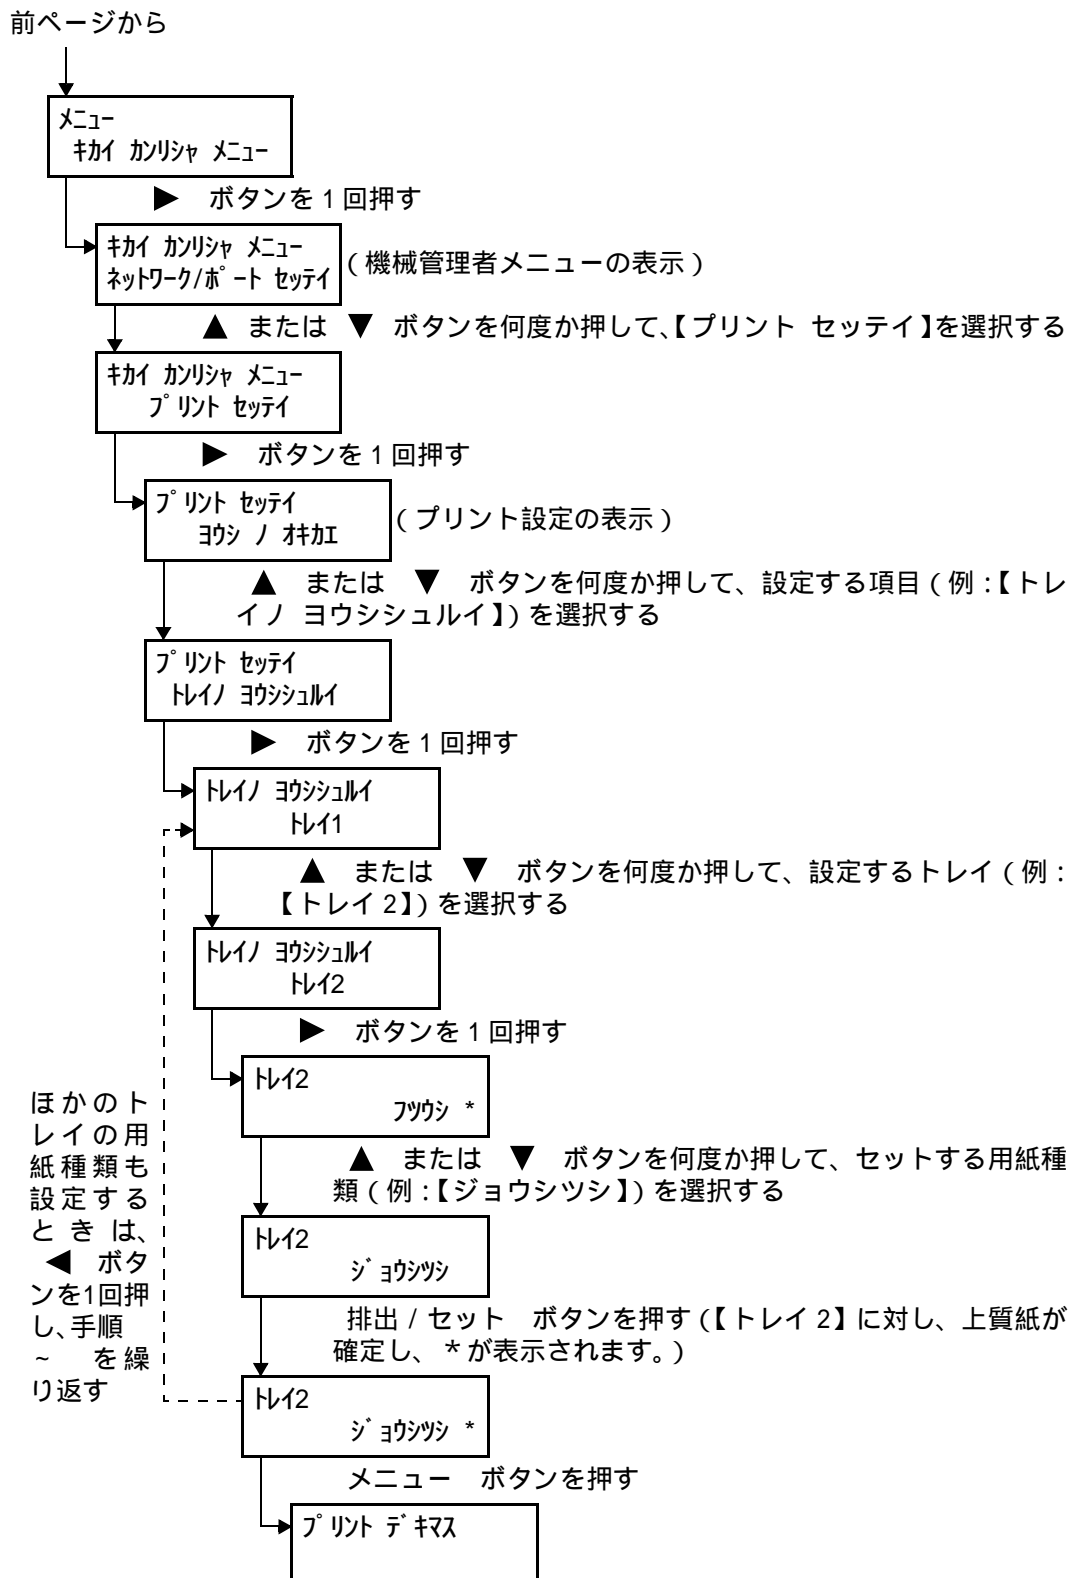 前ページから
ﾒﾆｭｰ
ｷｶｲ ｶﾝﾘｼｬ ﾒﾆｭｰ
▶ ボタンを1回押す
ｷｶｲ ｶﾝﾘｼｬ ﾒﾆｭｰ
ﾈｯﾄﾜｰｸ/ﾎﾟｰﾄ ｾｯﾃｲ
(機械管理者メニューの表示)
▲ または ▼ ボタンを何度か押して、【プリント セッテイ】を選択する
ｷｶｲ ｶﾝﾘｼｬ ﾒﾆｭｰ
ﾌﾟﾘﾝﾄ ｾｯﾃｲ
▶ ボタンを1回押す
ﾌﾟﾘﾝﾄ ｾｯﾃｲ
ﾖｳｼ ﾉ ｵｷｶｴ
(プリント設定の表示)
▲ または ▼ ボタンを何度か押して、設定する項目(例:【トレ
イノ ヨウシシュルイ】)を選択する
ﾌﾟﾘﾝﾄ ｾｯﾃｲ
ﾄﾚｲﾉ ﾖｳｼｼｭﾙｲ
▶ ボタンを1回押す
ﾄﾚｲﾉ ﾖｳｼｼｭﾙｲ
ﾄﾚｲ1
▲ または ▼ ボタンを何度か押して、設定するトレイ(例:
【トレイ2】)を選択する
ﾄﾚｲﾉ ﾖｳｼｼｭﾙｲ
ﾄﾚｲ2
▶ ボタンを1回押す
ﾄﾚｲ2
ﾌﾂｳｼ *
▲ または ▼ ボタンを何度か押して、セットする用紙種
類(例:【ジョウシツシ】)を選択する
ﾄﾚｲ2
ｼﾞｮｳｼﾂｼ
排出/セット ボタンを押す(【トレイ2】に対し、上質紙が
確定し、*が表示されます。)
ﾄﾚｲ2
ｼﾞｮｳｼﾂｼ *
ほかのト
レイの用
紙種類も
設定する
ときは、
◀ ボタ
ンを1回押
し、手順
~ を繰
り返す
メニュー ボタンを押す
ﾌﾟﾘﾝﾄ ﾃﾞｷﾏｽ